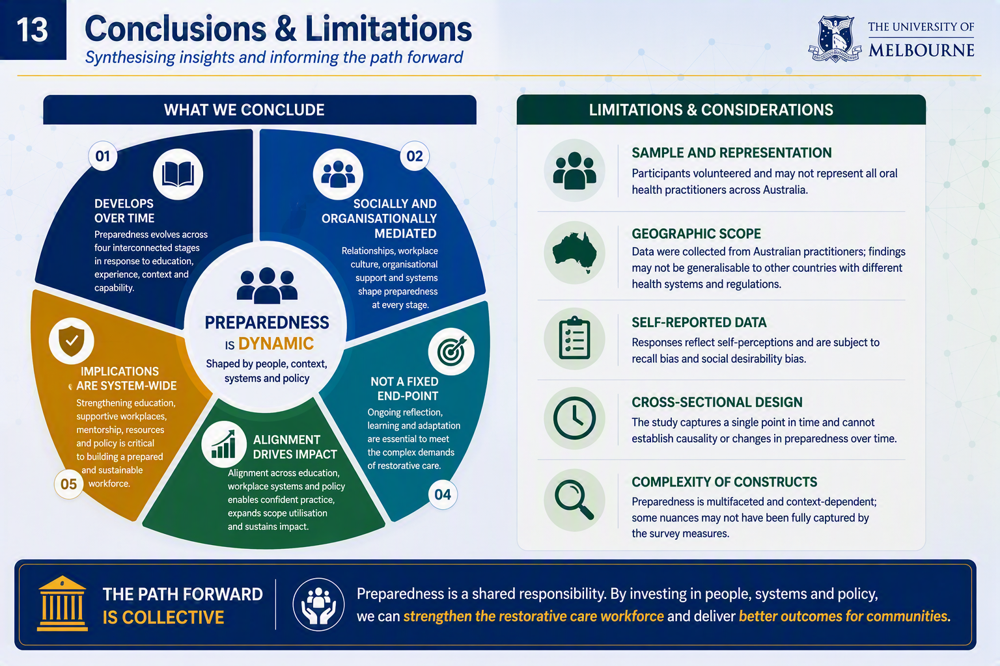 13
Conclusions & Limitations
Synthesising insights and informing the path forward
THE UNIVERSITY OF
MELBOURNE
WHAT WE CONCLUDE
01
DEVELOPS
OVER TIME
Preparedness evolves across
four interconnected stages
in response to education,
experience, context and
capability.
02
SOCIALLY AND
ORGANISATIONALLY
MEDIATED
Relationships, workplace
culture, organisational
support and systems
shape preparedness
at every stage.
PREPAREDNESS
IS DYNAMIC
Shaped by people, context,
systems and policy
NOT A FIXED
END-POINT
Ongoing reflection,
learning and adaptation
are essential to meet
the complex demands
of restorative care.
04
ALIGNMENT
DRIVES IMPACT
Alignment across education,
workplace systems and policy
enables confident practice,
expands scope utilisation
and sustains impact.
IMPLICATIONS
ARE SYSTEM-WIDE
Strengthening education,
supportive workplaces,
mentorship, resources
and policy is critical
to building a prepared
and sustainable
workforce.
05
LIMITATIONS & CONSIDERATIONS
SAMPLE AND REPRESENTATION
Participants volunteered and may not represent all oral
health practitioners across Australia.
GEOGRAPHIC SCOPE
Data were collected from Australian practitioners; findings
may not be generalisable to other countries with different
health systems and regulations.
SELF-REPORTED DATA
Responses reflect self-perceptions and are subject to
recall bias and social desirability bias.
CROSS-SECTIONAL DESIGN
The study captures a single point in time and cannot
establish causality or changes in preparedness over time.
COMPLEXITY OF CONSTRUCTS
Preparedness is multifaceted and context-dependent;
some nuances may not have been fully captured by
the survey measures.
THE PATH FORWARD
IS COLLECTIVE
Preparedness is a shared responsibility. By investing in people, systems and policy,
we can strengthen the restorative care workforce and deliver better outcomes for communities.